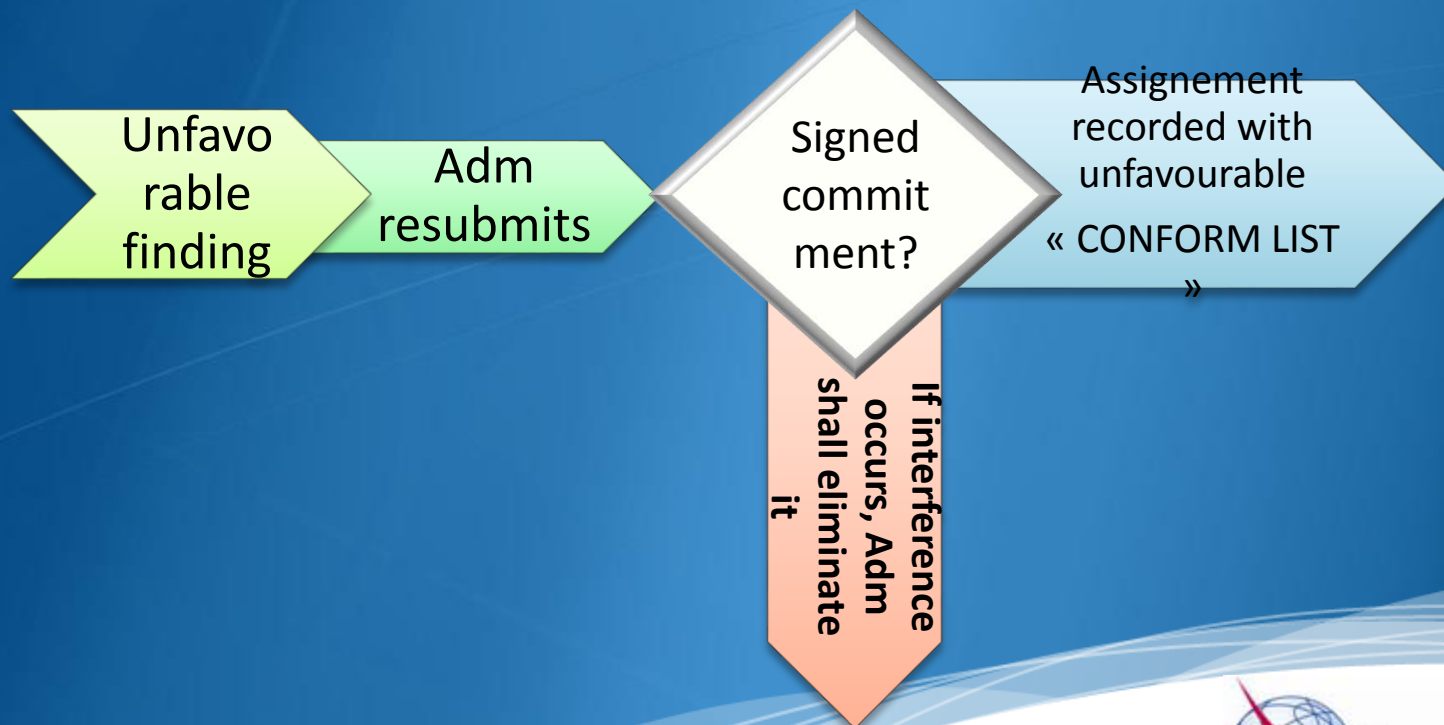 Unfavo
rable
finding
Adm
resubmits
Signed
commit
ment?
Assignement
recorded with
unfavourable
« CONFORM LIST
»
If interference
occurs, Adm
shall eliminate
it